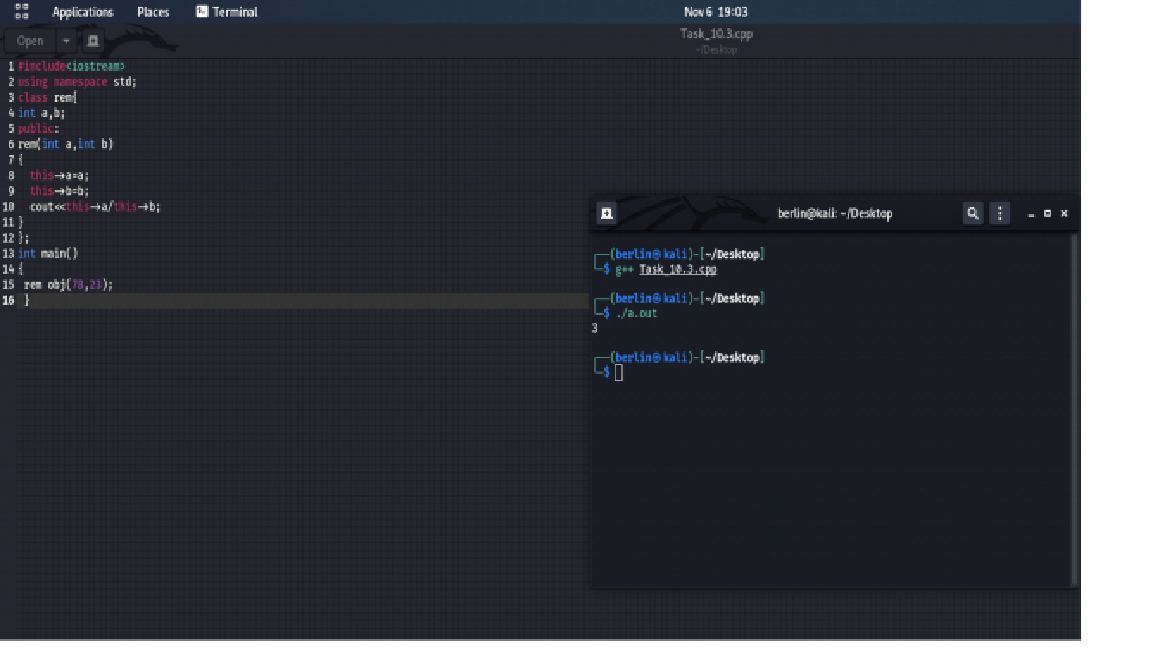 Applications Places Terminal Nov 6 19:03
Open Task_10.3.cpp
~/Desktop
1 #include<iostream>
2 using namespace std;
3 class rem{
4 int a,b;
5 public:
6 rem(int a,int b)
7 {
8 this→a=a;
9 this→b=b;
10 cout<<this→a/this→b;
11 }
12 };
13 int main()
14 {
15 rem obj(78,23);
16 }
berlin@kali: ~/Desktop
┌──(berlin㉿kali)-[~/Desktop]
└─$ g++ Task_10.3.cpp
┌──(berlin㉿kali)-[~/Desktop]
└─$ ./a.out
3
┌──(berlin㉿kali)-[~/Desktop]
└─$